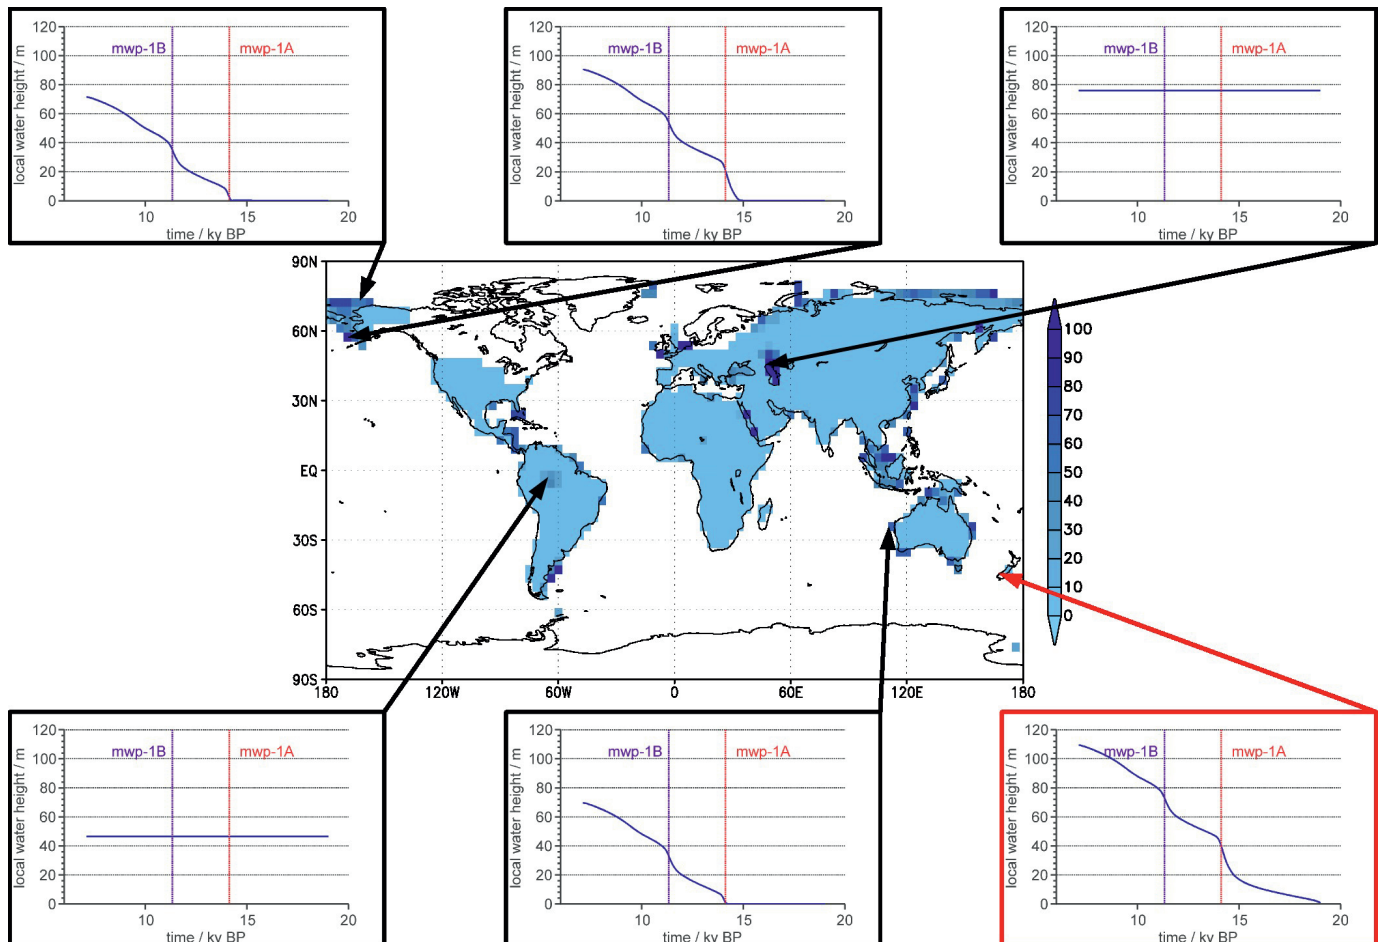 120
100
80
60
40
20
0
local water height / m
mwp-1B
mwp-1A
10
15
20
time / ky BP
120
100
80
60
40
20
0
local water height / m
mwp-1B
mwp-1A
10
15
20
time / ky BP
120
100
80
60
40
20
0
local water height / m
mwp-1B
mwp-1A
10
15
20
time / ky BP
90N
60N
30N
EQ
30S
60S
90S
180
120W
60W
0
60E
120E
180
100
90
80
70
60
50
40
30
20
10
0
120
100
80
60
40
20
0
local water height / m
mwp-1B
mwp-1A
10
15
20
time / ky BP
120
100
80
60
40
20
0
local water height / m
mwp-1B
mwp-1A
10
15
20
time / ky BP
120
100
80
60
40
20
0
local water height / m
mwp-1B
mwp-1A
10
15
20
time / ky BP